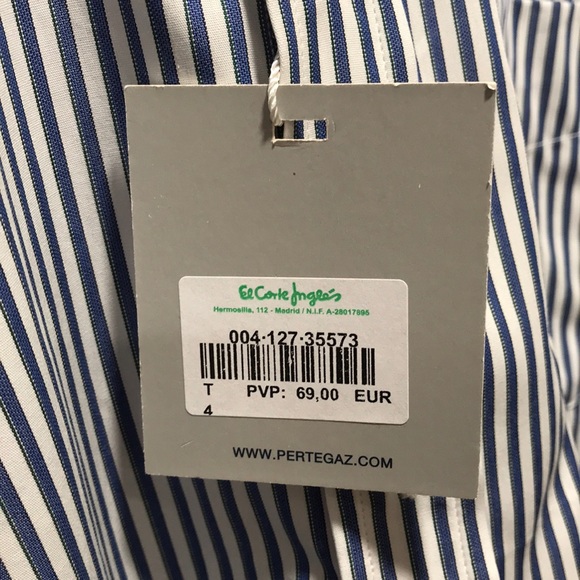 El Corte Inglés
Hermosilla, 112 - Madrid / N.I.F. A-28017895
004·127·35573
T PVP: 69,00 EUR
4
WWW.PERTEGAZ.COM